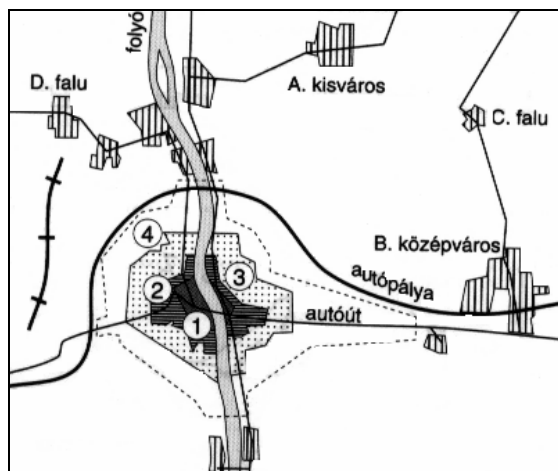 folyó
A. kisváros
D. falu
C. falu
4
B. középváros
3
2
autópálya
1
autóút